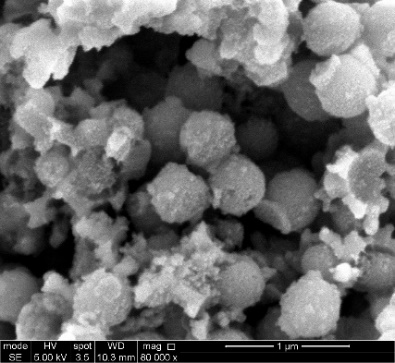 mode HV spot WD mag □ 1 µm
SE 5.00 kV 3.5 10.3 mm 80 000 x